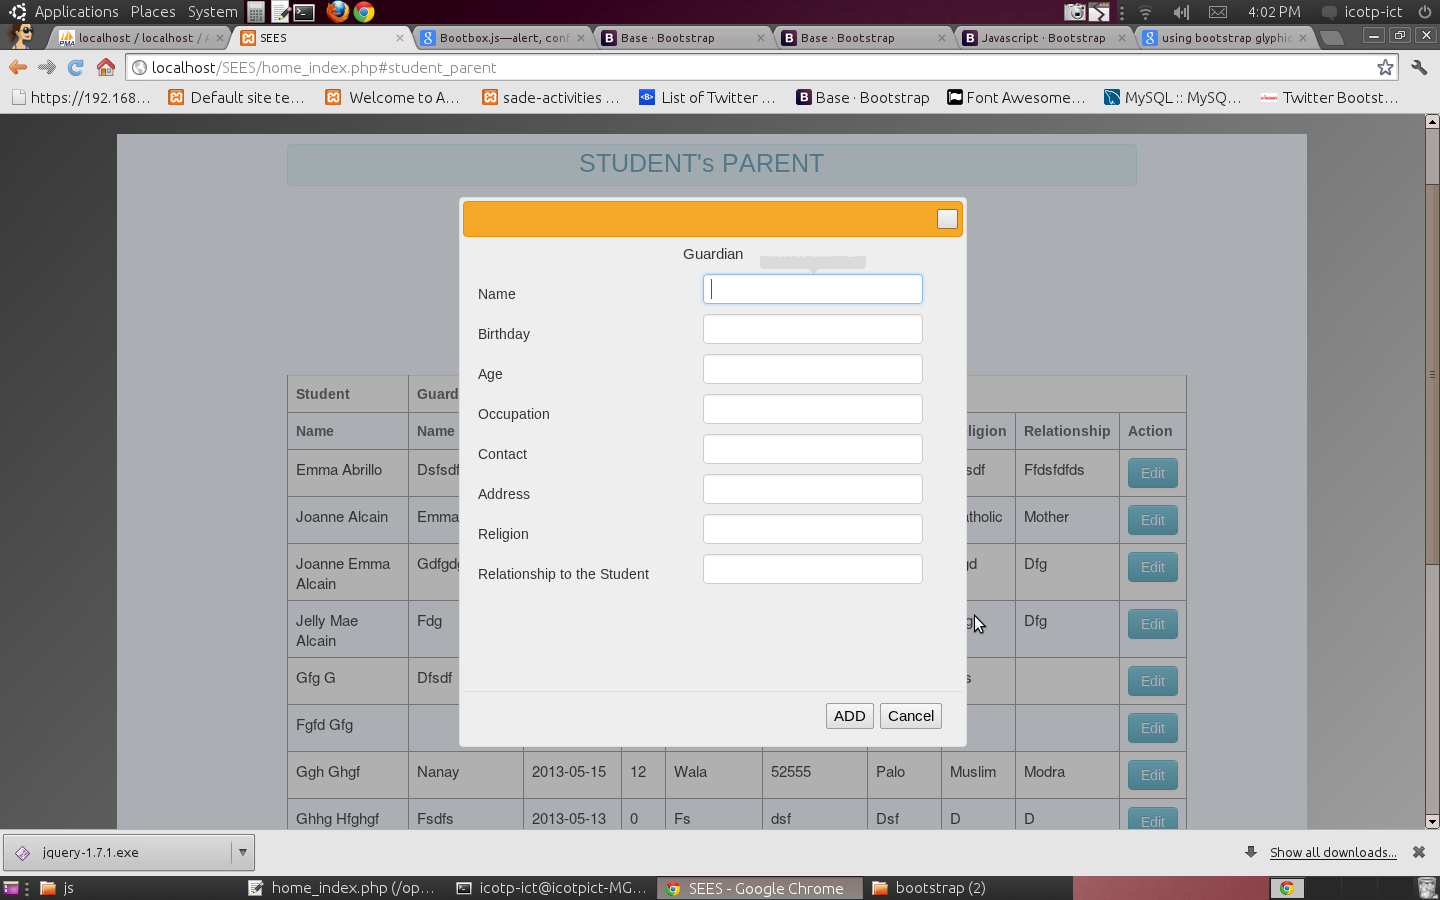 Applications Places System 4:02 PM icotp-ict
localhost / localhost / SEES Bootbox.js—alert, conf Base · Bootstrap Base · Bootstrap Javascript · Bootstrap using bootstrap glyphic
localhost/SEES/home_index.php#student_parent
https://192.168... Default site te... Welcome to A... sade-activities ... List of Twitter ... Base · Bootstrap Font Awesome... MySQL :: MySQ... Twitter Bootst...
STUDENT's PARENT
Guardian
Name
Birthday
Age
Occupation
Contact
Address
Religion
Relationship to the Student
ADD Cancel
Student Guard
Name Name ligion Relationship Action
Emma Abrillo Dsfsdf sdf Ffdsfdfds Edit
Joanne Alcain Emma tholic Mother Edit
Joanne Emma Gdfgdg gd Dfg Edit
Alcain
Jelly Mae Fdg g Dfg Edit
Alcain
Gfg G Dfsdf s Edit
Fgfd Gfg Edit
Ggh Ghgf Nanay 2013-05-15 12 Wala 52555 Palo Muslim Modra Edit
Ghhg Hfghgf Fsdfs 2013-05-13 0 Fs dsf Dsf D D Edit
jquery-1.7.1.exe Show all downloads...
js home_index.php (/op... icotp-ict@icotpict-MG... SEES - Google Chrome bootstrap (2)